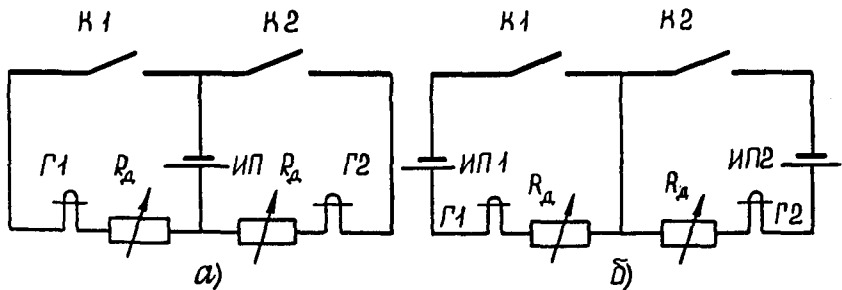 К1 К2 К1 К2
Г1 Rд ИП Rд Г2 ИП1 Г1 Rд Rд ИП2 Г2
а) б)